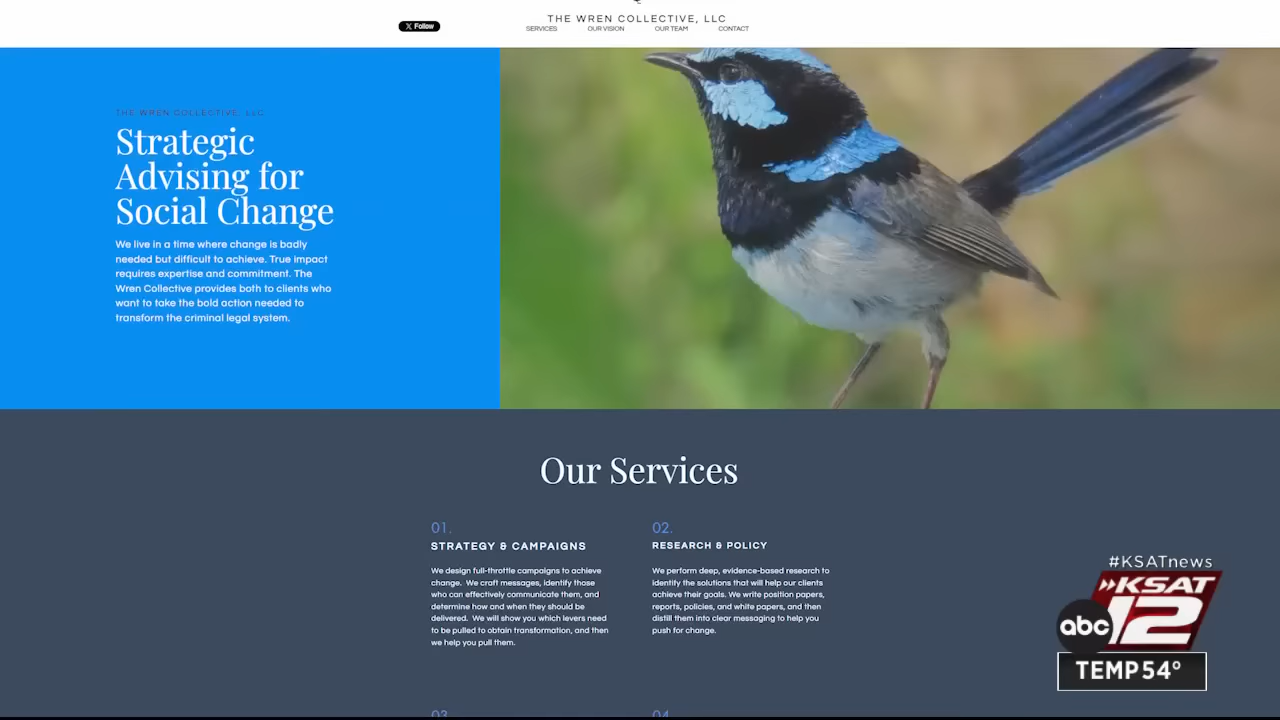 THE WREN COLLECTIVE, LLC
X Follow
SERVICES OUR VISION OUR TEAM CONTACT
THE WREN COLLECTIVE, LLC
Strategic
Advising for
Social Change
We live in a time where change is badly
needed but difficult to achieve. True impact
requires expertise and commitment. The
Wren Collective provides both to clients who
want to take the bold action needed to
transform the criminal legal system.
Our Services
01.
STRATEGY & CAMPAIGNS
We design full-throttle campaigns to achieve
change. We craft messages, identify those
who can effectively communicate them, and
determine how and when they should be
delivered. We will show you which levers need
to be pulled to obtain transformation, and then
we help you pull them.
02.
RESEARCH & POLICY
We perform deep, evidence-based research to
identify the solutions that will help our clients
achieve their goals. We write position papers,
reports, policies, and white papers, and then
distill them into clear messaging to help you
push for change.
03.
04.
#KSATnews
KSAT
abc 12
TEMP 54°